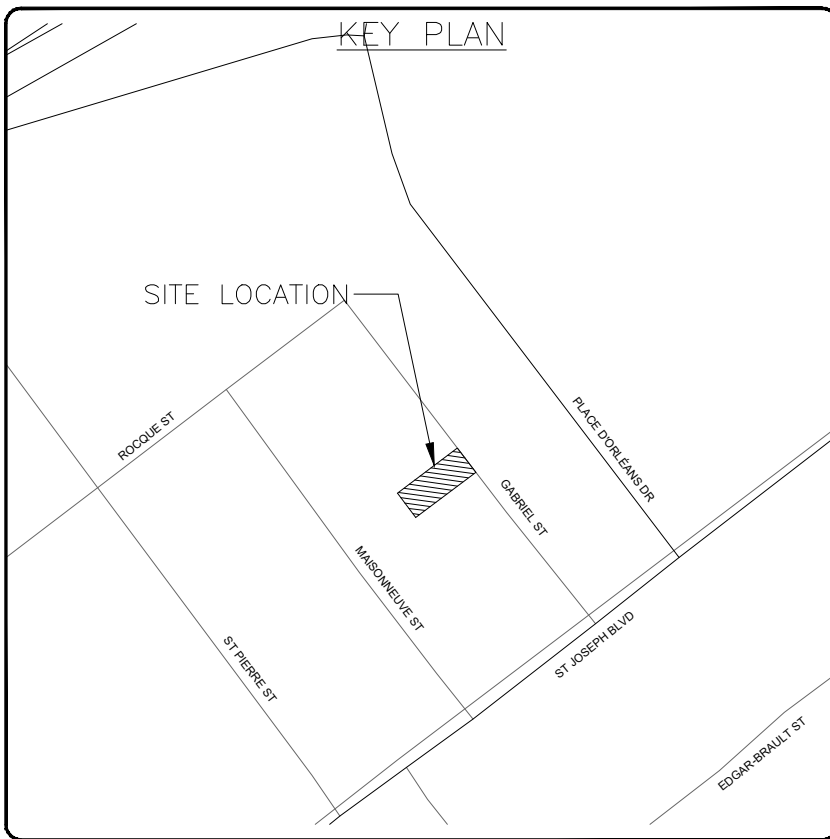 KEY PLAN
SITE LOCATION
ROCQUE ST
PLACE D'ORLÉANS DR
GABRIEL ST
MAISONNEUVE ST
ST PIERRE ST
ST JOSEPH BLVD
EDGAR-BRAULT ST